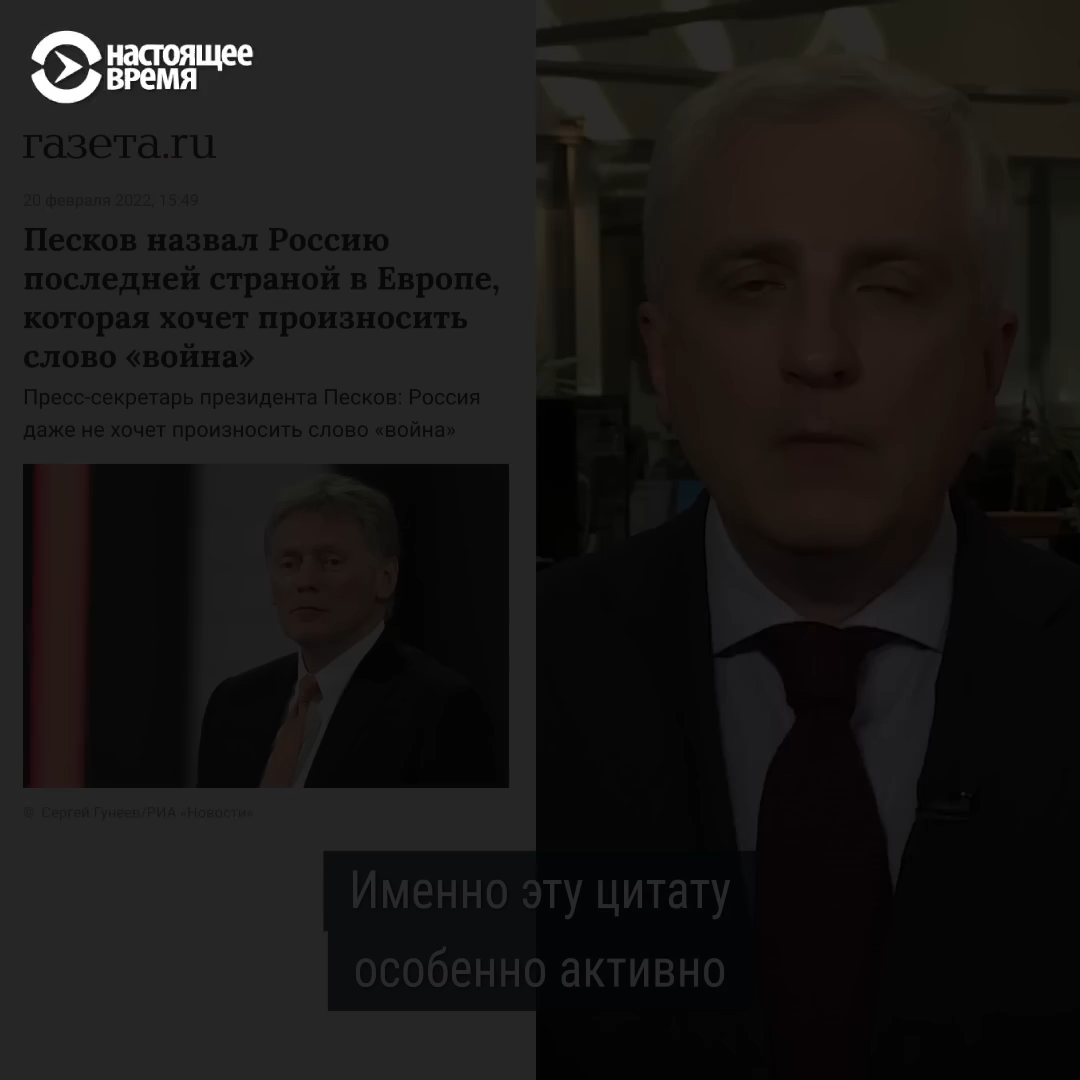 настоящее
время
газета.ru
20 февраля 2022, 15:49
Песков назвал Россию
последней страной в Европе,
которая хочет произносить
слово «война»
Пресс-секретарь президента Песков: Россия
даже не хочет произносить слово «война»
© Сергей Гунеев/РИА «Новости»
Именно эту цитату
особенно активно